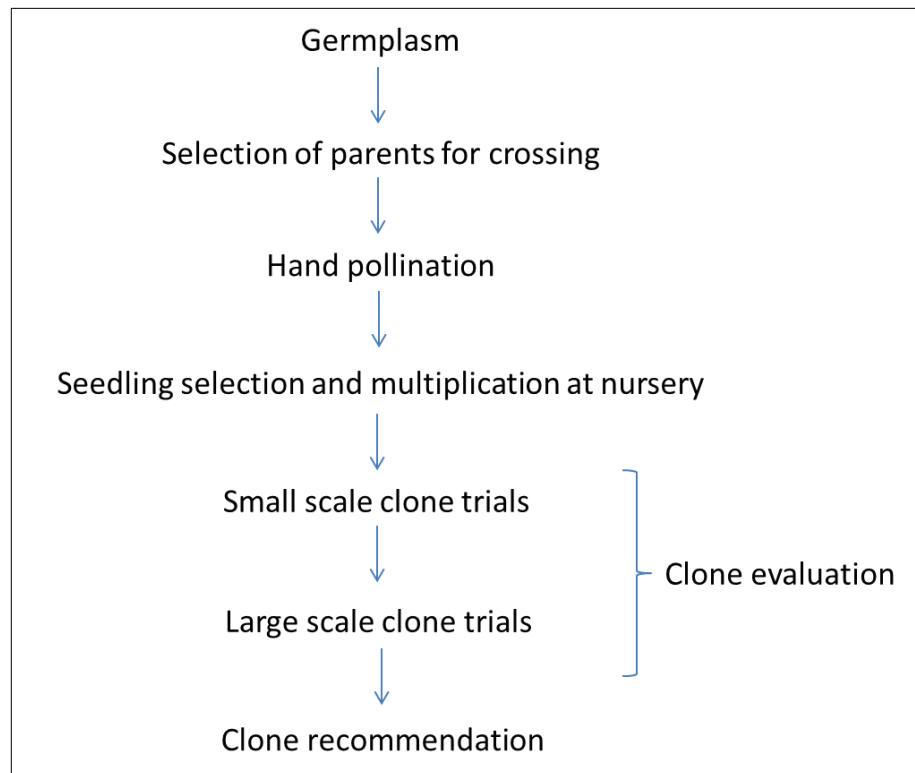 Germplasm
Selection of parents for crossing
Hand pollination
Seedling selection and multiplication at nursery
Small scale clone trials
Clone evaluation
Large scale clone trials
Clone recommendation